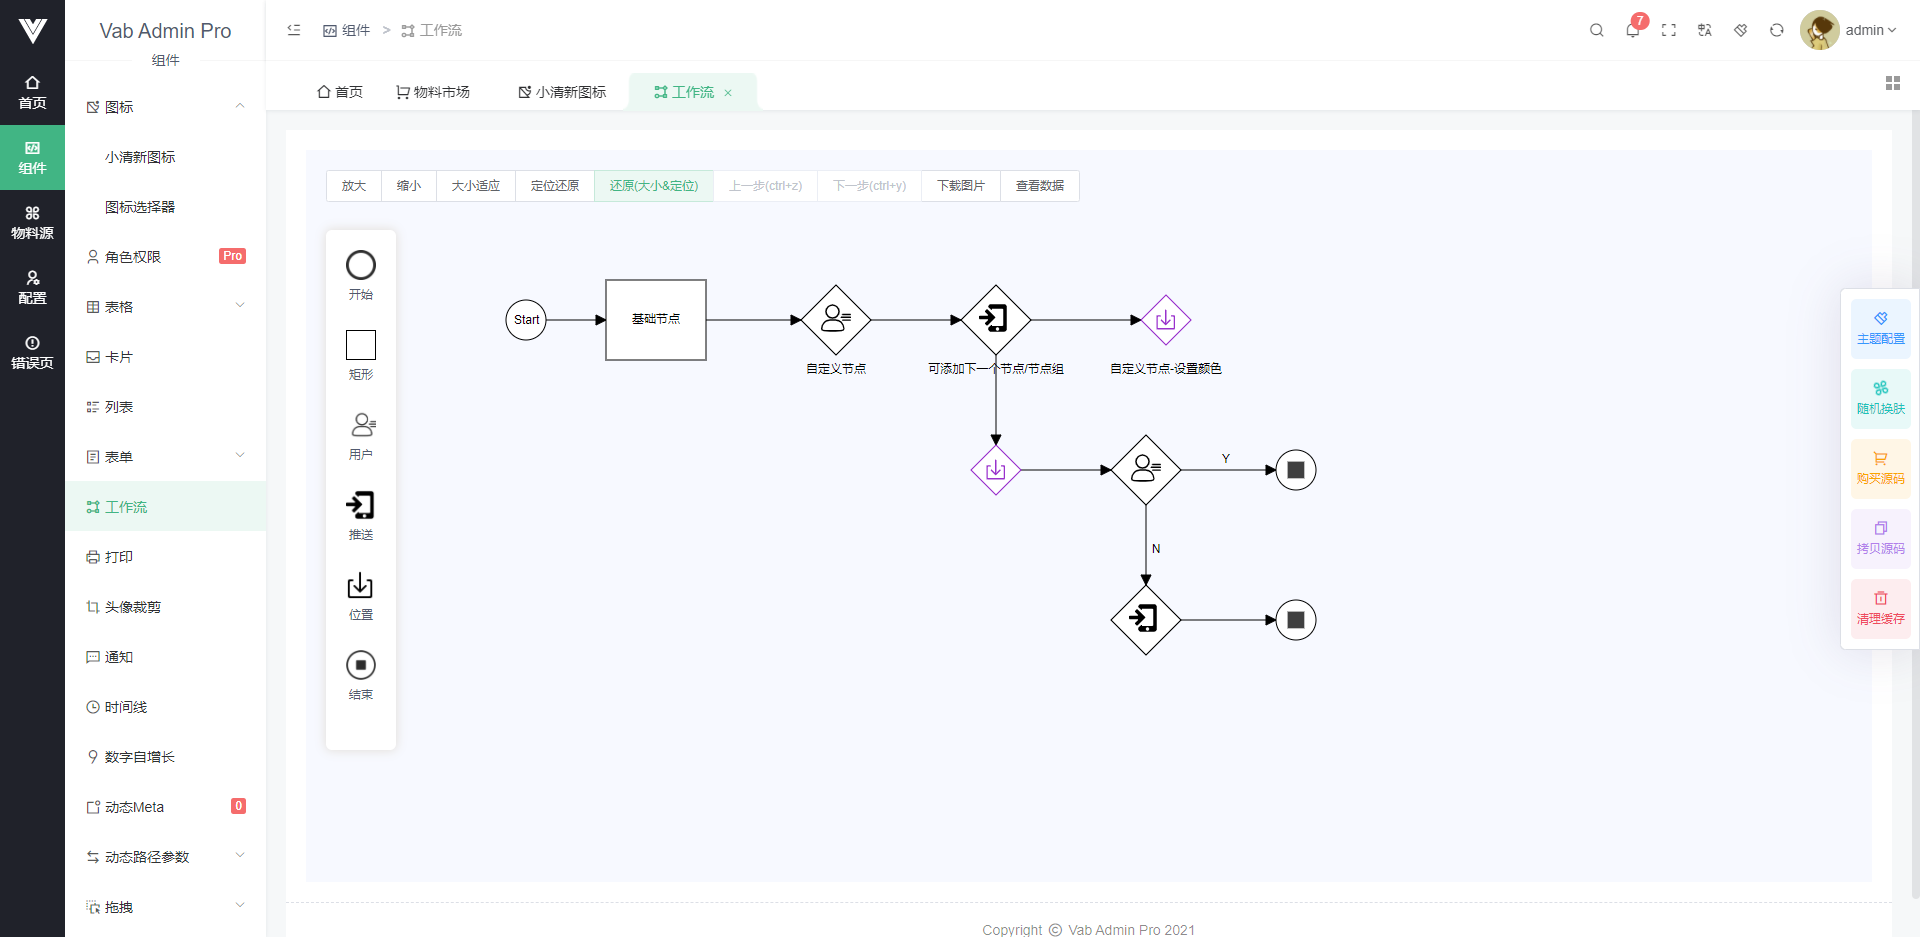 首页
组件
物料源
配置
错误页
Vab Admin Pro
组件
图标
小清新图标
图标选择器
角色权限 Pro
表格
卡片
列表
表单
工作流
打印
头像裁剪
通知
时间线
数字自增长
动态Meta 0
动态路径参数
拖拽
组件 > 工作流
7
admin
首页 物料市场 小清新图标 工作流 ×
放大 缩小 大小适应 定位还原 还原(大小&定位) 上一步(ctrl+z) 下一步(ctrl+y) 下载图片 查看数据
开始
矩形
用户
推送
位置
结束
Start 基础节点
自定义节点 可添加下一个节点/节点组 自定义节点-设置颜色
Y
N
主题配置
随机换肤
购买源码
拷贝源码
清理缓存
Copyright © Vab Admin Pro 2021